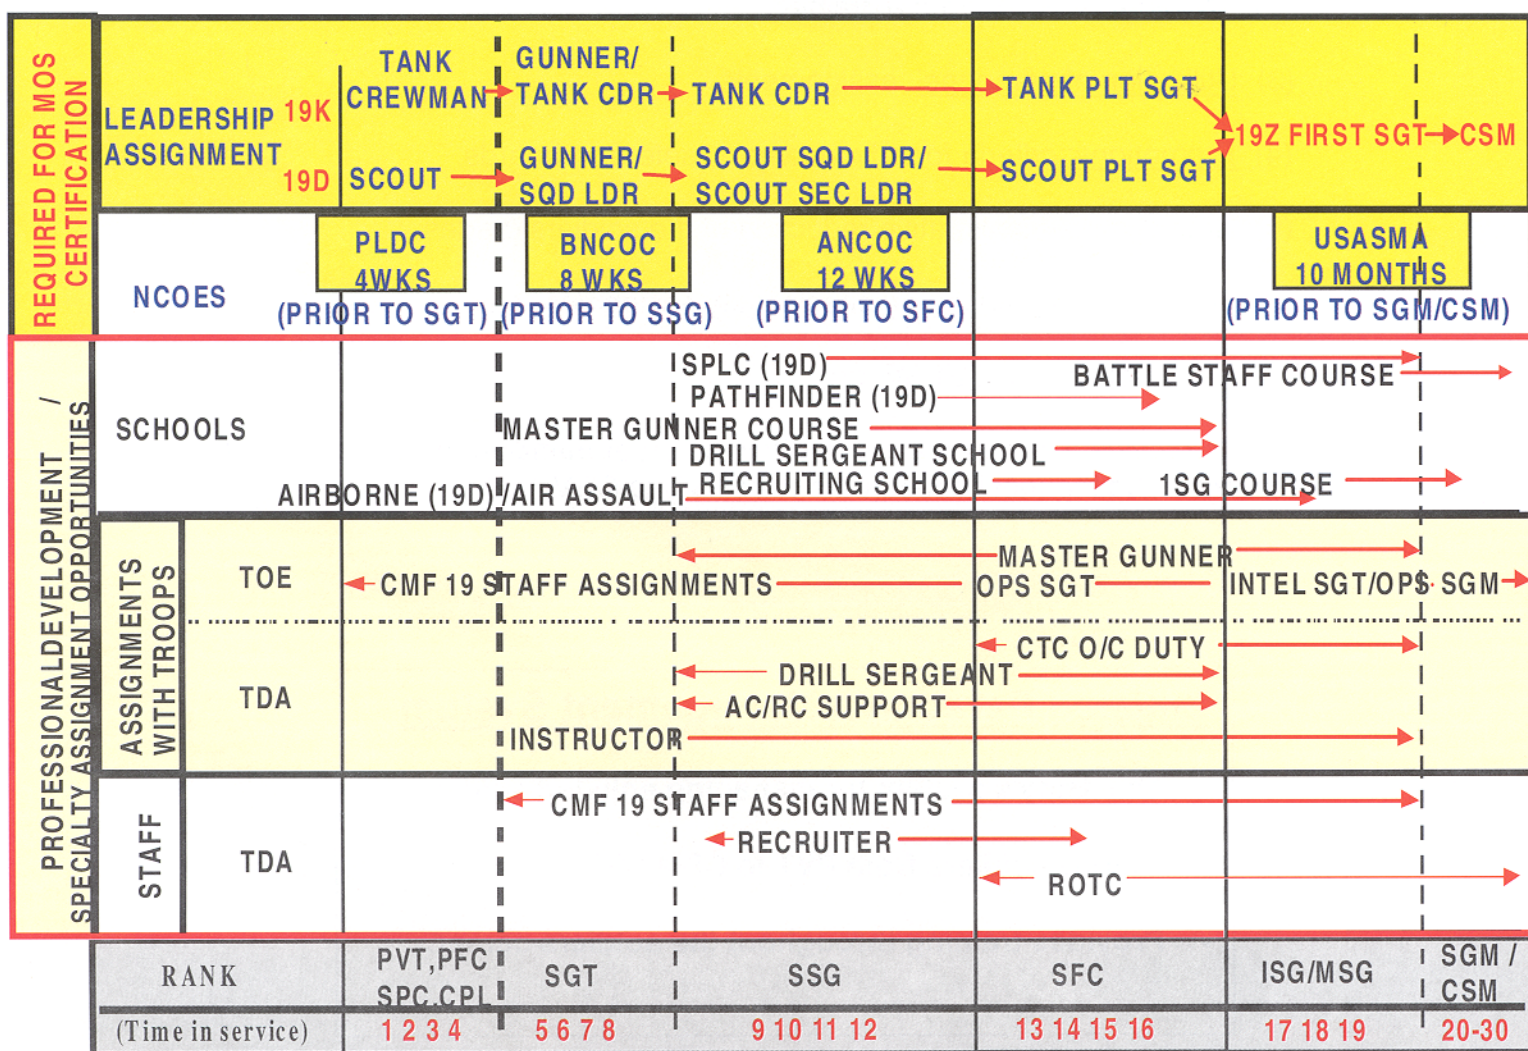 REQUIRED FOR MOS
CERTIFICATION
LEADERSHIP
ASSIGNMENT
19K
TANK
CREWMAN
GUNNER/
TANK CDR
TANK CDR
TANK PLT SGT
19Z FIRST SGT
CSM
19D
SCOUT
GUNNER/
SQD LDR
SCOUT SQD LDR/
SCOUT SEC LDR
SCOUT PLT SGT
NCOES
PLDC
4WKS
(PRIOR TO SGT)
BNCOC
8 WKS
(PRIOR TO SSG)
ANCOC
12 WKS
(PRIOR TO SFC)
USASMA
10 MONTHS
(PRIOR TO SGM/CSM)
PROFESSIONALDEVELOPMENT /
SPECIALTY ASSIGNMENT OPPORTUNITIES
SCHOOLS
SPLC (19D)
BATTLE STAFF COURSE
PATHFINDER (19D)
MASTER GUNNER COURSE
DRILL SERGEANT SCHOOL
RECRUITING SCHOOL
1SG COURSE
AIRBORNE (19D) /AIR ASSAULT
ASSIGNMENTS
WITH TROOPS
TOE
MASTER GUNNER
CMF 19 STAFF ASSIGNMENTS
OPS SGT
INTEL SGT/OPS SGM
TDA
CTC O/C DUTY
DRILL SERGEANT
AC/RC SUPPORT
INSTRUCTOR
STAFF
TDA
CMF 19 STAFF ASSIGNMENTS
RECRUITER
ROTC
RANK
PVT,PFC
SPC,CPL
SGT
SSG
SFC
ISG/MSG
SGM /
CSM
(Time in service)
1 2 3 4
5 6 7 8
9 10 11 12
13 14 15 16
17 18 19
20-30